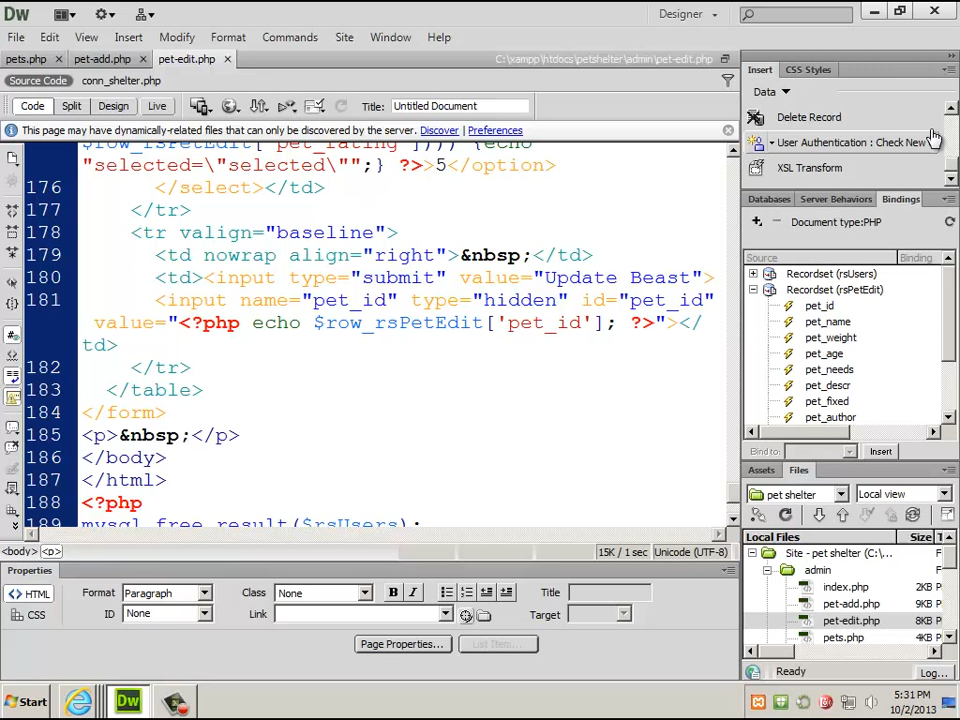 Dw Designer
File Edit View Insert Modify Format Commands Site Window Help
pets.php × pet-add.php × pet-edit.php × C:\xampp\htdocs\petshelter\admin\pet-edit.php
Source Code conn_shelter.php
Code Split Design Live Title: Untitled Document
This page may have dynamically-related files that can only be discovered by the server. Discover | Preferences
$row_rsPetEdit['pet_rating']))) {echo
"selected=\"selected\"";} ?>>5</option>
176 </select></td>
177 </tr>
178 <tr valign="baseline">
179 <td nowrap align="right">&nbsp;</td>
180 <td><input type="submit" value="Update Beast">
181 <input name="pet_id" type="hidden" id="pet_id"
value="<?php echo $row_rsPetEdit['pet_id']; ?>"></
td>
182 </tr>
183 </table>
184 </form>
185 <p>&nbsp;</p>
186 </body>
187 </html>
188 <?php
189 mysql_free_result($rsUsers);
<body> <p> 15K / 1 sec Unicode (UTF-8)
Properties
<> HTML Format Paragraph Class None B I Title
CSS ID None Link Target
Page Properties... List Item...
Insert CSS Styles
Data
Delete Record
User Authentication : Check New
XSL Transform
Databases Server Behaviors Bindings
Document type:PHP
Source Binding
Recordset (rsUsers)
Recordset (rsPetEdit)
pet_id
pet_name
pet_weight
pet_age
pet_needs
pet_descr
pet_fixed
pet_author
Bind to: Insert
Assets Files
pet shelter Local view
Local Files Size T
Site - pet shelter (C:\... F
admin F
index.php 2KB P
pet-add.php 9KB P
pet-edit.php 8KB P
pets.php 4KB P
Ready Log...
Start Dw 5:31 PM
10/2/2013